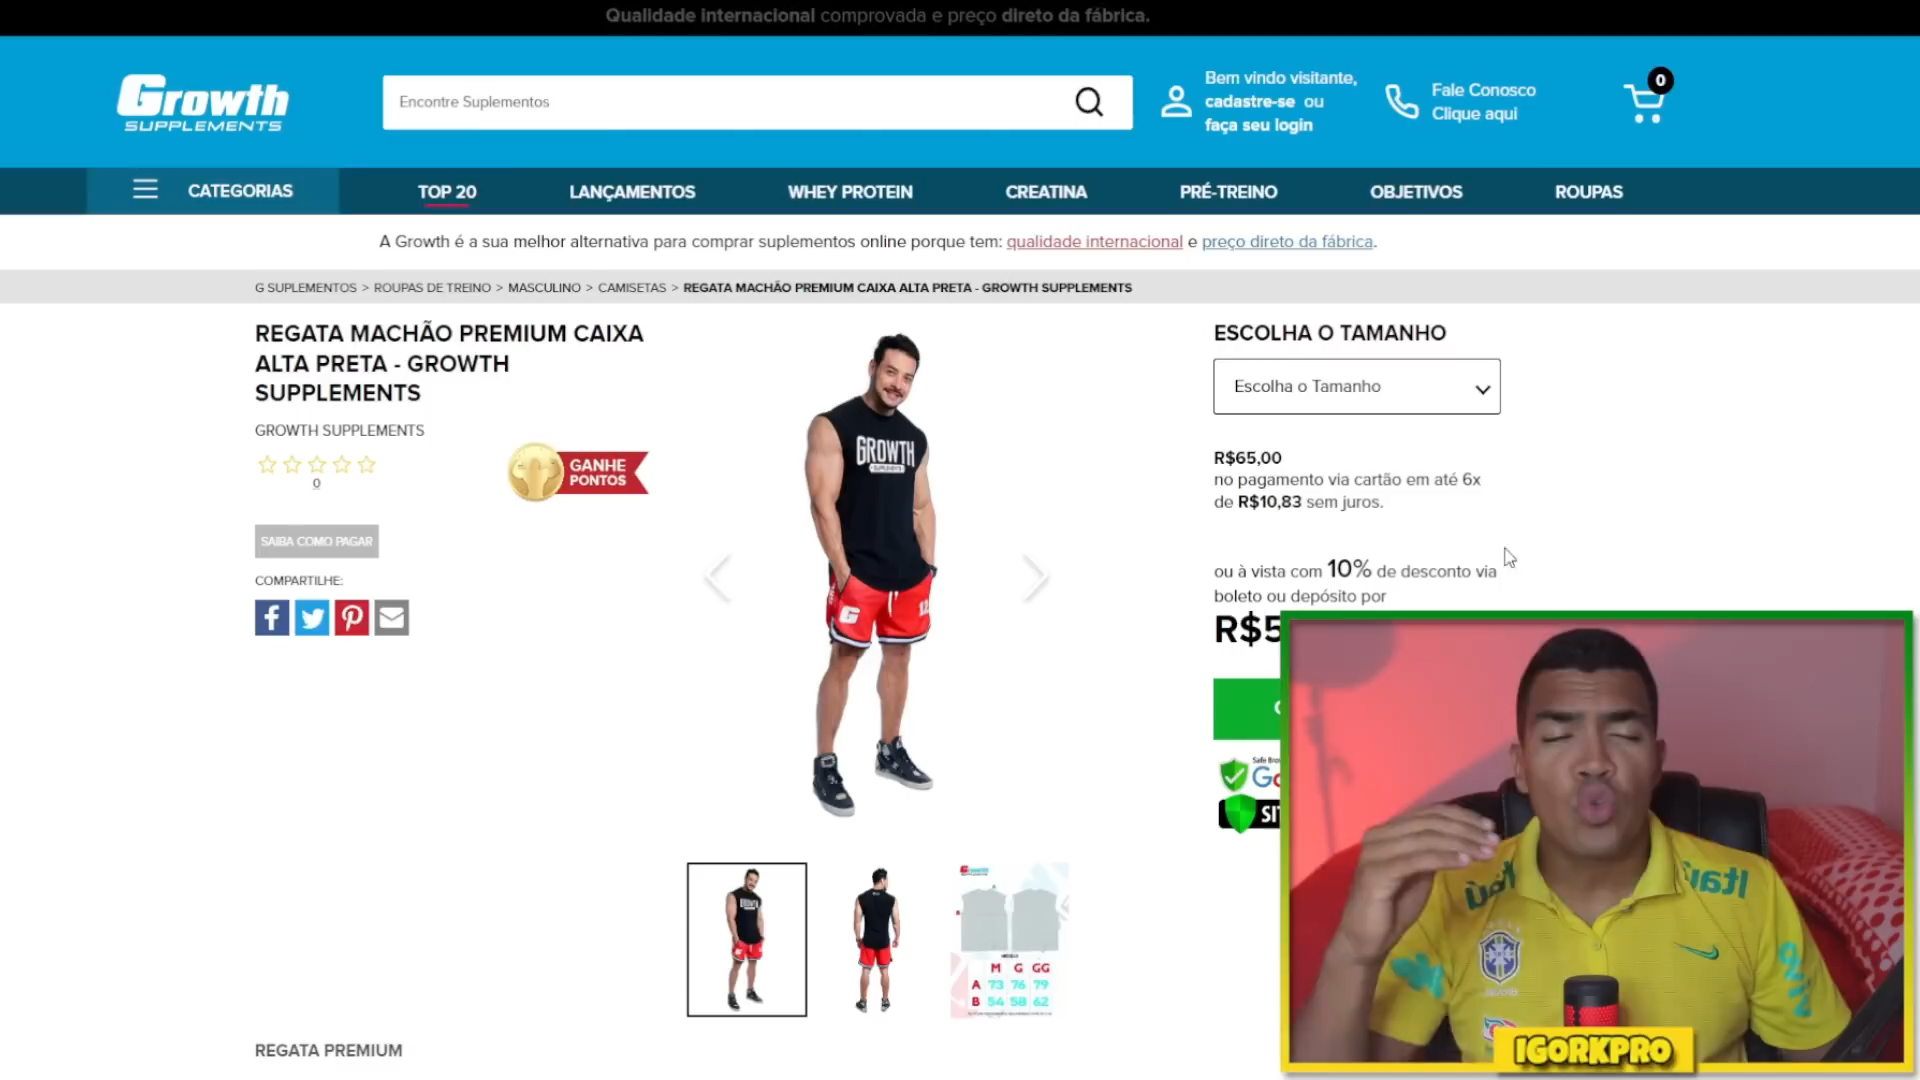 Qualidade internacional comprovada e preço direto da fábrica.
Growth
SUPPLEMENTS
Encontre Suplementos
Bem vindo visitante,
cadastre-se ou
faça seu login
Fale Conosco
Clique aqui
0
CATEGORIAS
TOP 20
LANÇAMENTOS
WHEY PROTEIN
CREATINA
PRÉ-TREINO
OBJETIVOS
ROUPAS
A Growth é a sua melhor alternativa para comprar suplementos online porque tem: qualidade internacional e preço direto da fábrica.
G SUPLEMENTOS > ROUPAS DE TREINO > MASCULINO > CAMISETAS > REGATA MACHÃO PREMIUM CAIXA ALTA PRETA - GROWTH SUPPLEMENTS
REGATA MACHÃO PREMIUM CAIXA
ALTA PRETA - GROWTH
SUPPLEMENTS
GROWTH SUPPLEMENTS
0
GANHE
PONTOS
SAIBA COMO PAGAR
COMPARTILHE:
GROWTH
G
ESCOLHA O TAMANHO
Escolha o Tamanho
R$65,00
no pagamento via cartão em até 6x
de R$10,83 sem juros.
ou à vista com 10% de desconto via
boleto ou depósito por
R$5
Safe
SIT
M G GG
A 73 76 79
B 54 58 62
REGATA PREMIUM
Itaú
IGORKPRO